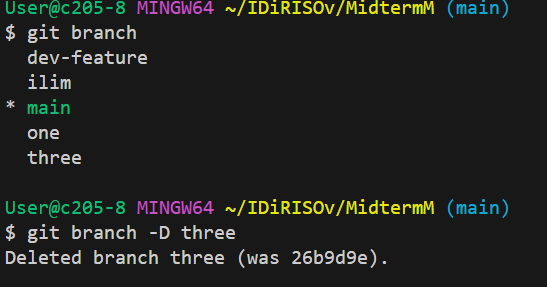 User@c205-8 MINGW64 ~/IDiRISOv/MidtermM (main)
$ git branch
  dev-feature
  ilim
* main
  one
  three

User@c205-8 MINGW64 ~/IDiRISOv/MidtermM (main)
$ git branch -D three
Deleted branch three (was 26b9d9e).